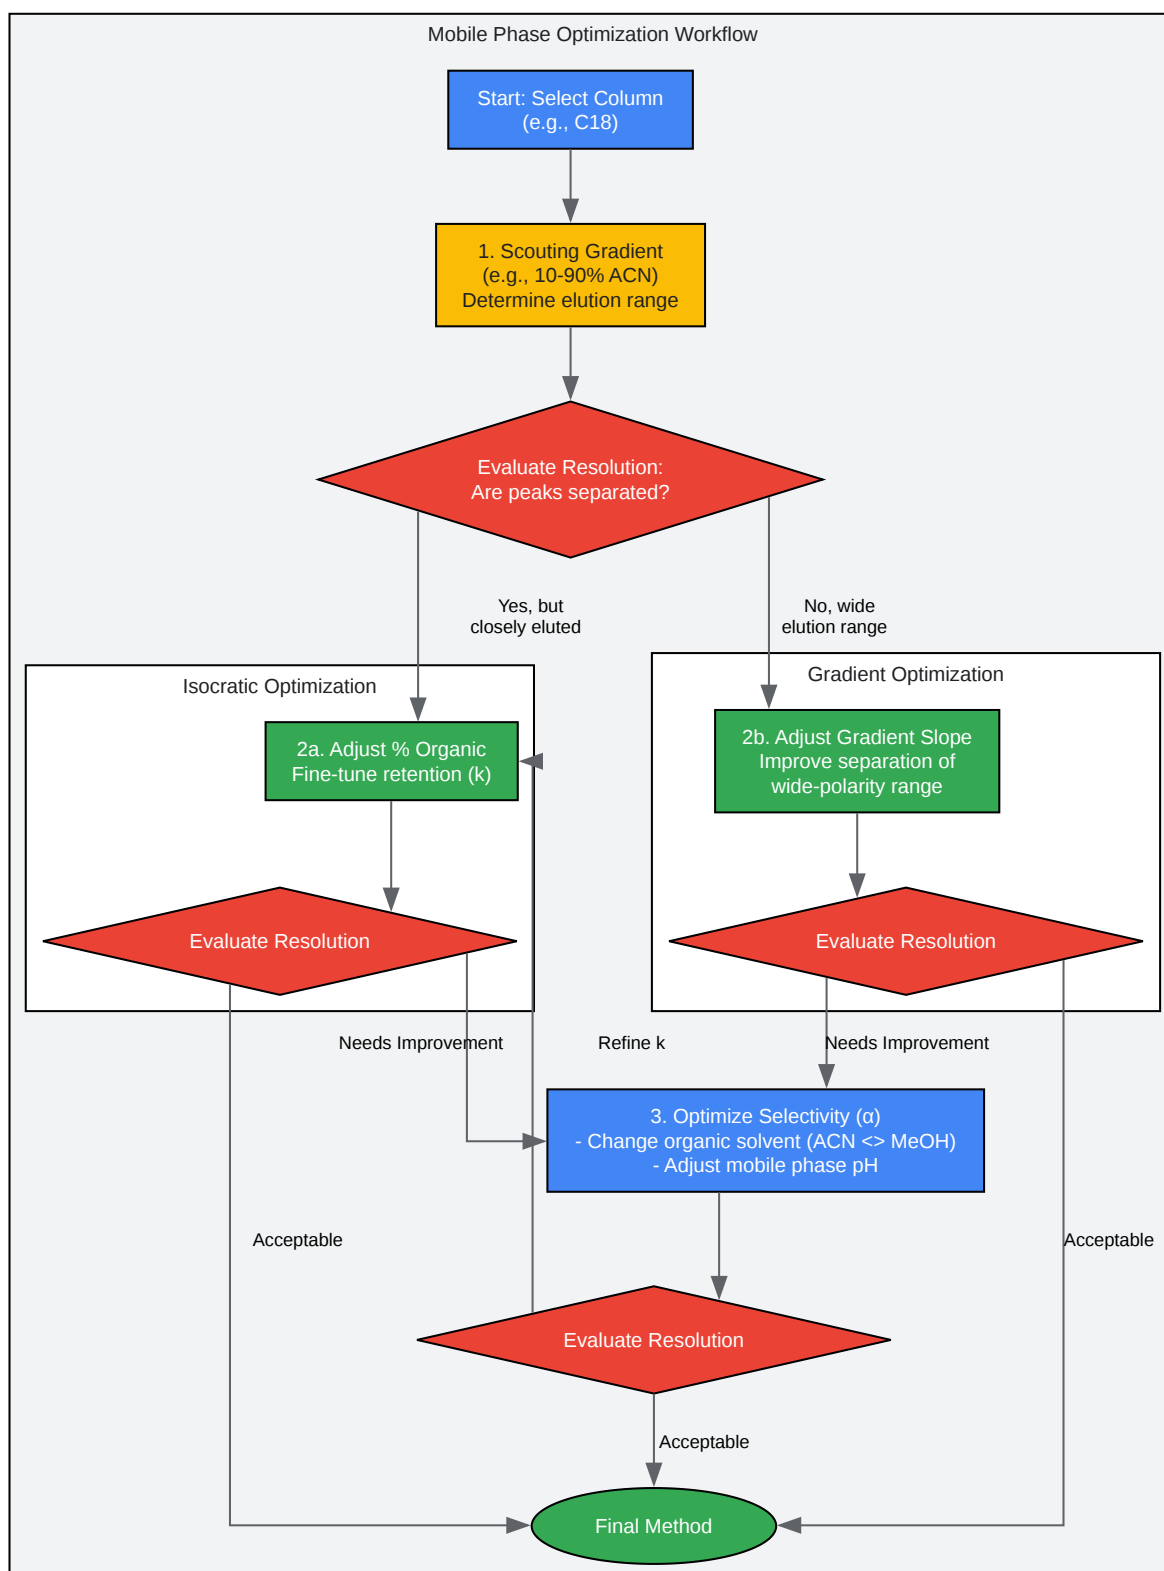 Mobile Phase Optimization Workflow
Start: Select Column
(e.g., C18)
1. Scouting Gradient
(e.g., 10-90% ACN)
Determine elution range
Evaluate Resolution:
Are peaks separated?
Yes, but
closely eluted
No, wide
elution range
Isocratic Optimization
Gradient Optimization
2a. Adjust % Organic
Fine-tune retention (k)
2b. Adjust Gradient Slope
Improve separation of
wide-polarity range
Evaluate Resolution
Evaluate Resolution
Needs Improvement
Refine k
Needs Improvement
3. Optimize Selectivity (α)
- Change organic solvent (ACN <> MeOH)
- Adjust mobile phase pH
Acceptable
Acceptable
Evaluate Resolution
Acceptable
Final Method